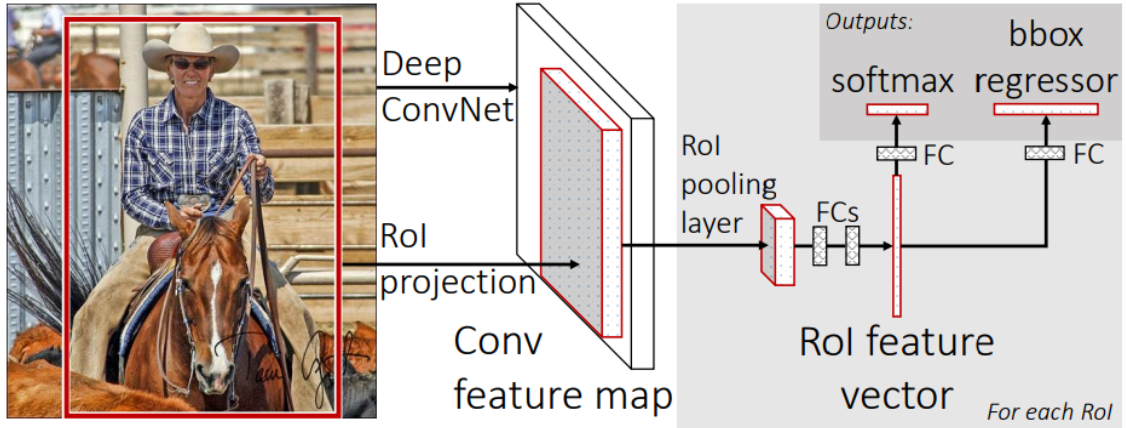 Deep
ConvNet
RoI
projection
Conv
feature map
RoI
pooling
layer
FCs
RoI feature
vector
For each RoI
Outputs:
softmax
bbox
regressor
FC
FC